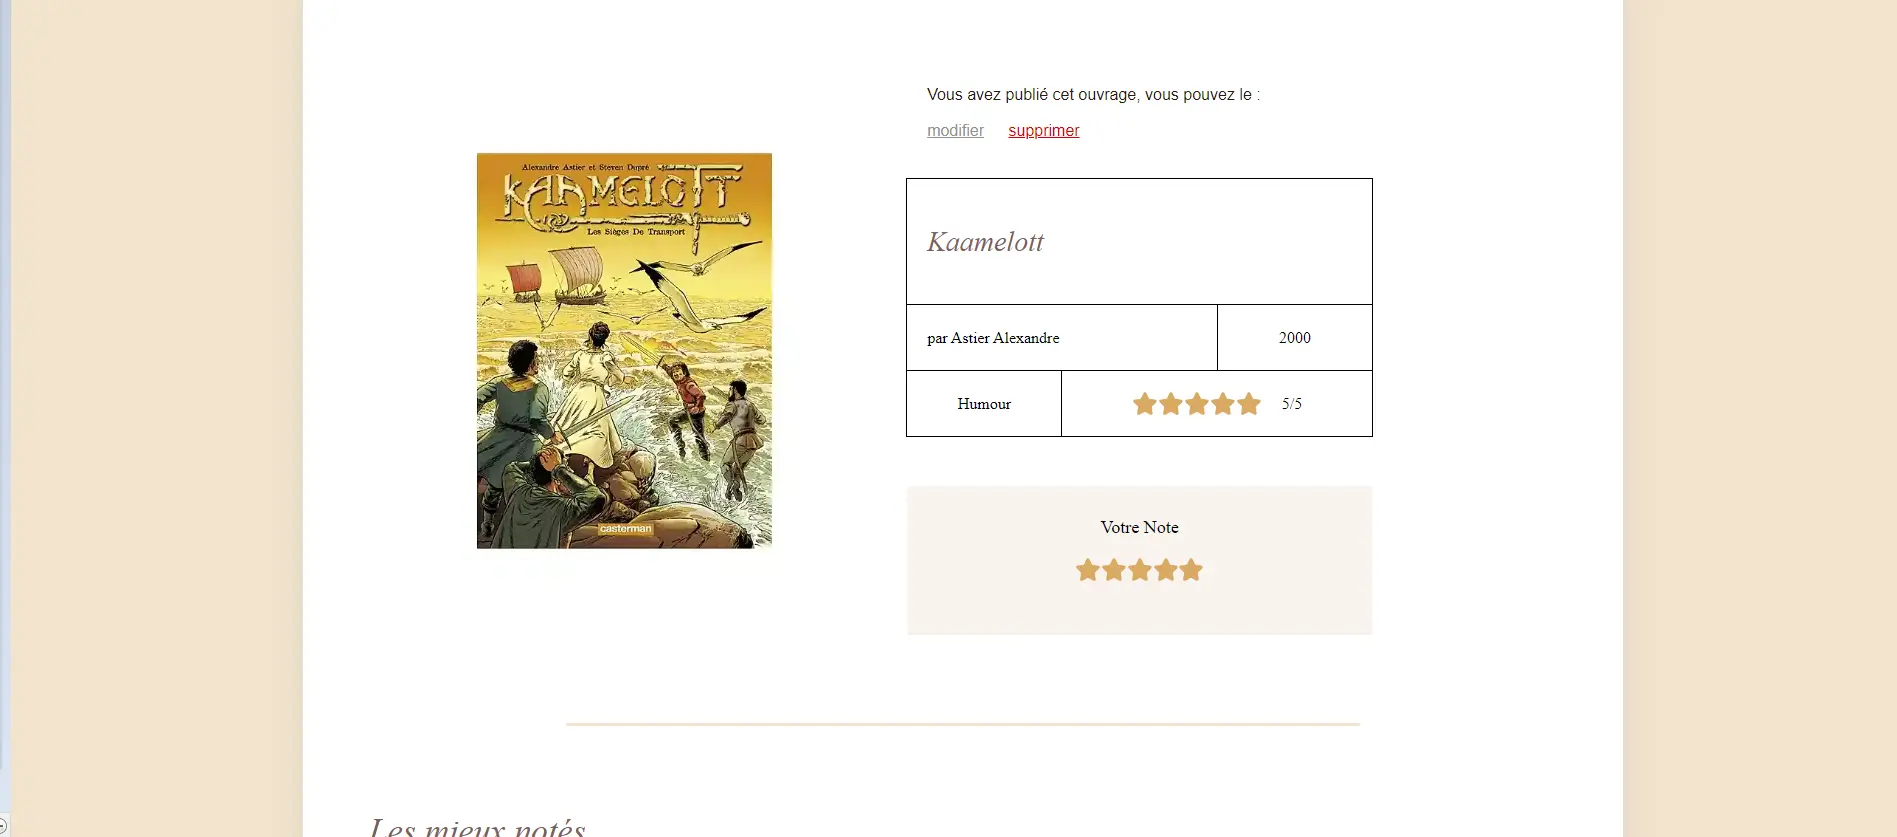 Vous avez publié cet ouvrage, vous pouvez le :
modifier supprimer
Alexandre Astier et Steven Dupré
KAAMELOTT
Les Sièges De Transport
casterman
Kaamelott
par Astier Alexandre
2000
Humour
5/5
Votre Note
Les mieux notés